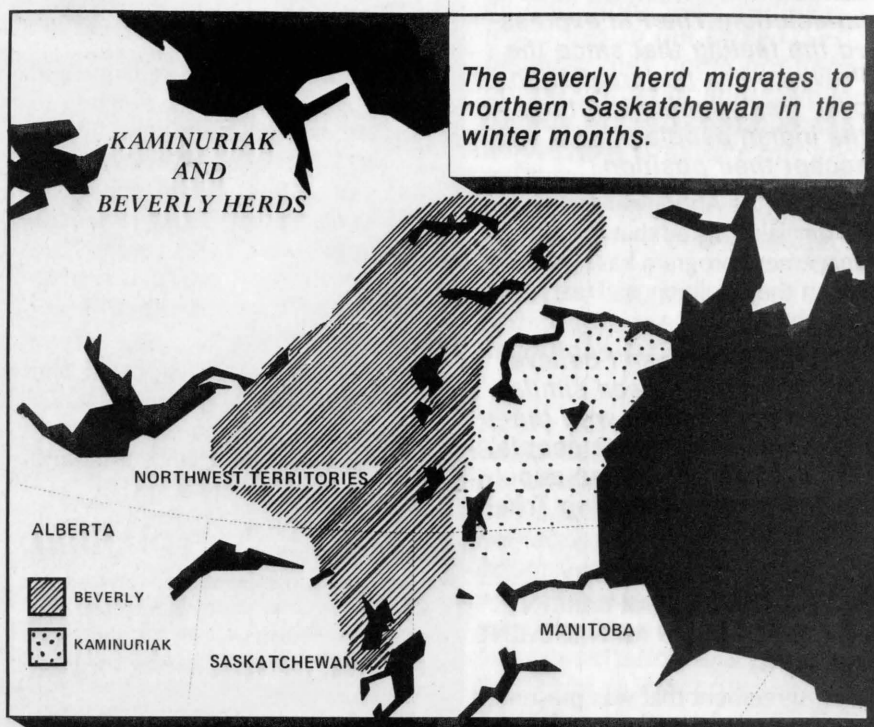 The Beverly herd migrates to
northern Saskatchewan in the
winter months.
KAMINURIAK
AND
BEVERLY HERDS
NORTHWEST TERRITORIES
ALBERTA
BEVERLY
KAMINURIAK
SASKATCHEWAN
MANITOBA